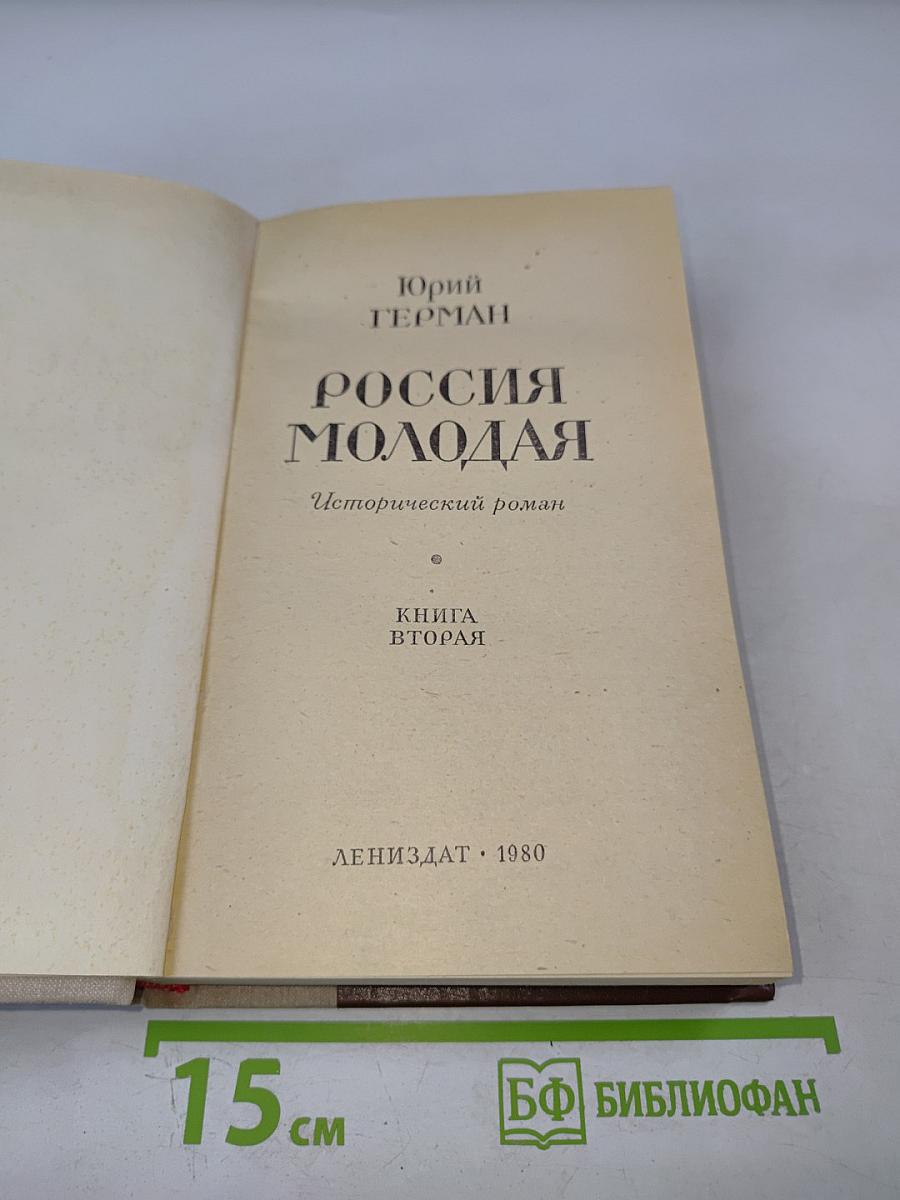 Юрий
ГЕРМАН
РОССИЯ
МОЛОДАЯ
Исторический роман
КНИГА
ВТОРАЯ
ЛЕНИЗДАТ • 1980
15 см
БФ БИБЛИОФАН